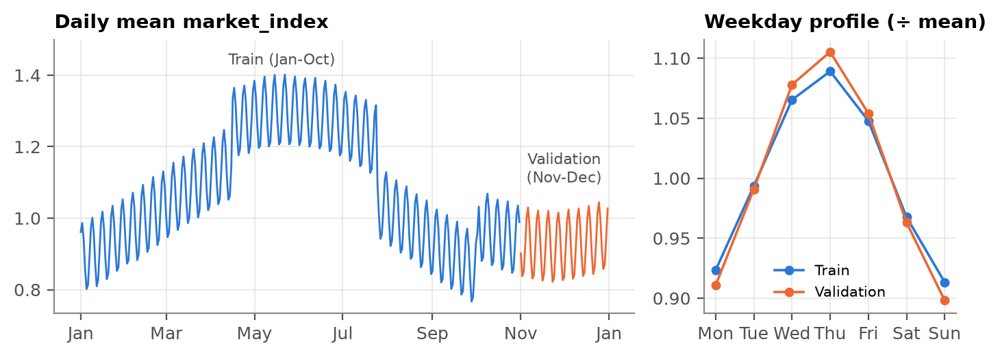 Daily mean market_index
1.4
1.2
1.0
0.8
Train (Jan-Oct)
Validation
(Nov-Dec)
Jan Mar May Jul Sep Nov Jan
Weekday profile (÷ mean)
1.10
1.05
1.00
0.95
0.90
Train
Validation
Mon Tue Wed Thu Fri Sat Sun